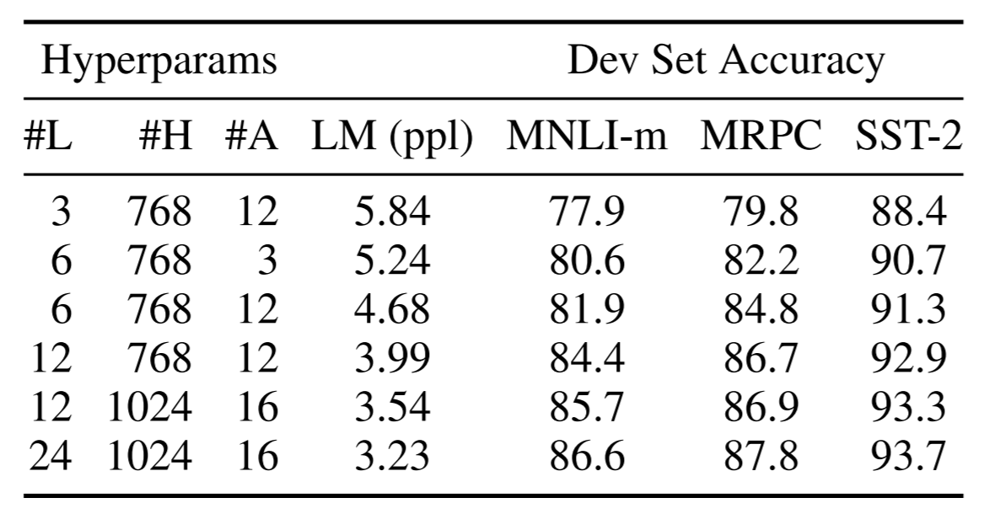 Hyperparams Dev Set Accuracy
#L #H #A LM (ppl) MNLI-m MRPC SST-2
3 768 12 5.84 77.9 79.8 88.4
6 768 3 5.24 80.6 82.2 90.7
6 768 12 4.68 81.9 84.8 91.3
12 768 12 3.99 84.4 86.7 92.9
12 1024 16 3.54 85.7 86.9 93.3
24 1024 16 3.23 86.6 87.8 93.7